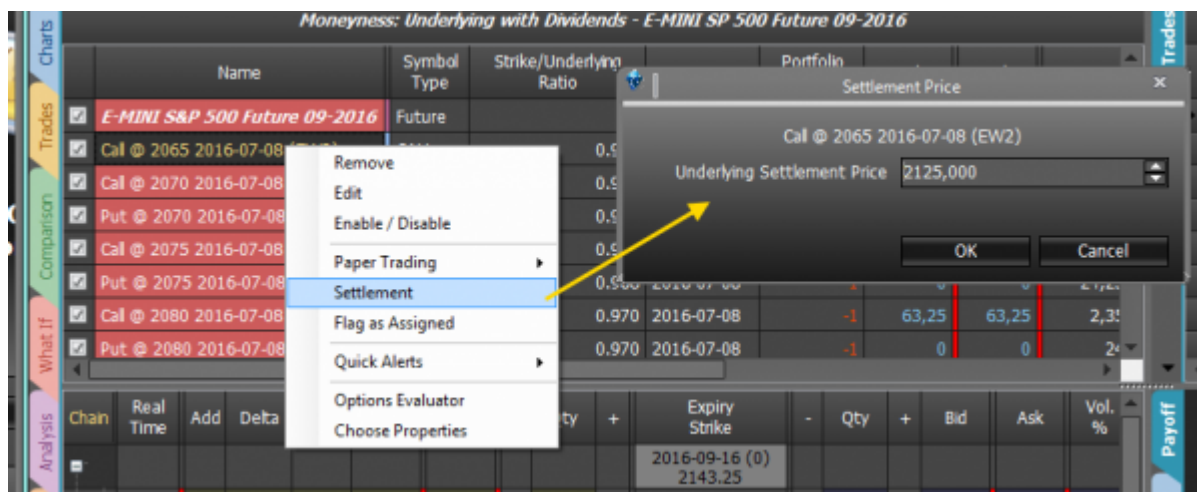 Moneyness: Underlying with Dividends - E-MINI SP 500 Future 09-2016
Charts
Trades
Comparison
What If
Analysis
Name
Symbol Type
Strike/Underlying Ratio
Portfolio
E-MINI S&P 500 Future 09-2016 Future
Call @ 2065 2016-07-08 (EW2)
Call @ 2070 2016-07-08
Put @ 2070 2016-07-08
Call @ 2075 2016-07-08
Put @ 2075 2016-07-08
Call @ 2080 2016-07-08 0.970 2016-07-08 -1 63,25 63,25
Put @ 2080 2016-07-08 0.970 2016-07-08 -1 0 0
Remove
Edit
Enable / Disable
Paper Trading
Settlement
Flag as Assigned
Quick Alerts
Options Evaluator
Choose Properties
Settlement Price
Call @ 2065 2016-07-08 (EW2)
Underlying Settlement Price 2125,000
OK Cancel
Trades
Payoff
Chain Real Time Add Delta + Expiry Strike - Qty + Bid Ask Vol. %
2016-09-16 (0)
2143.25